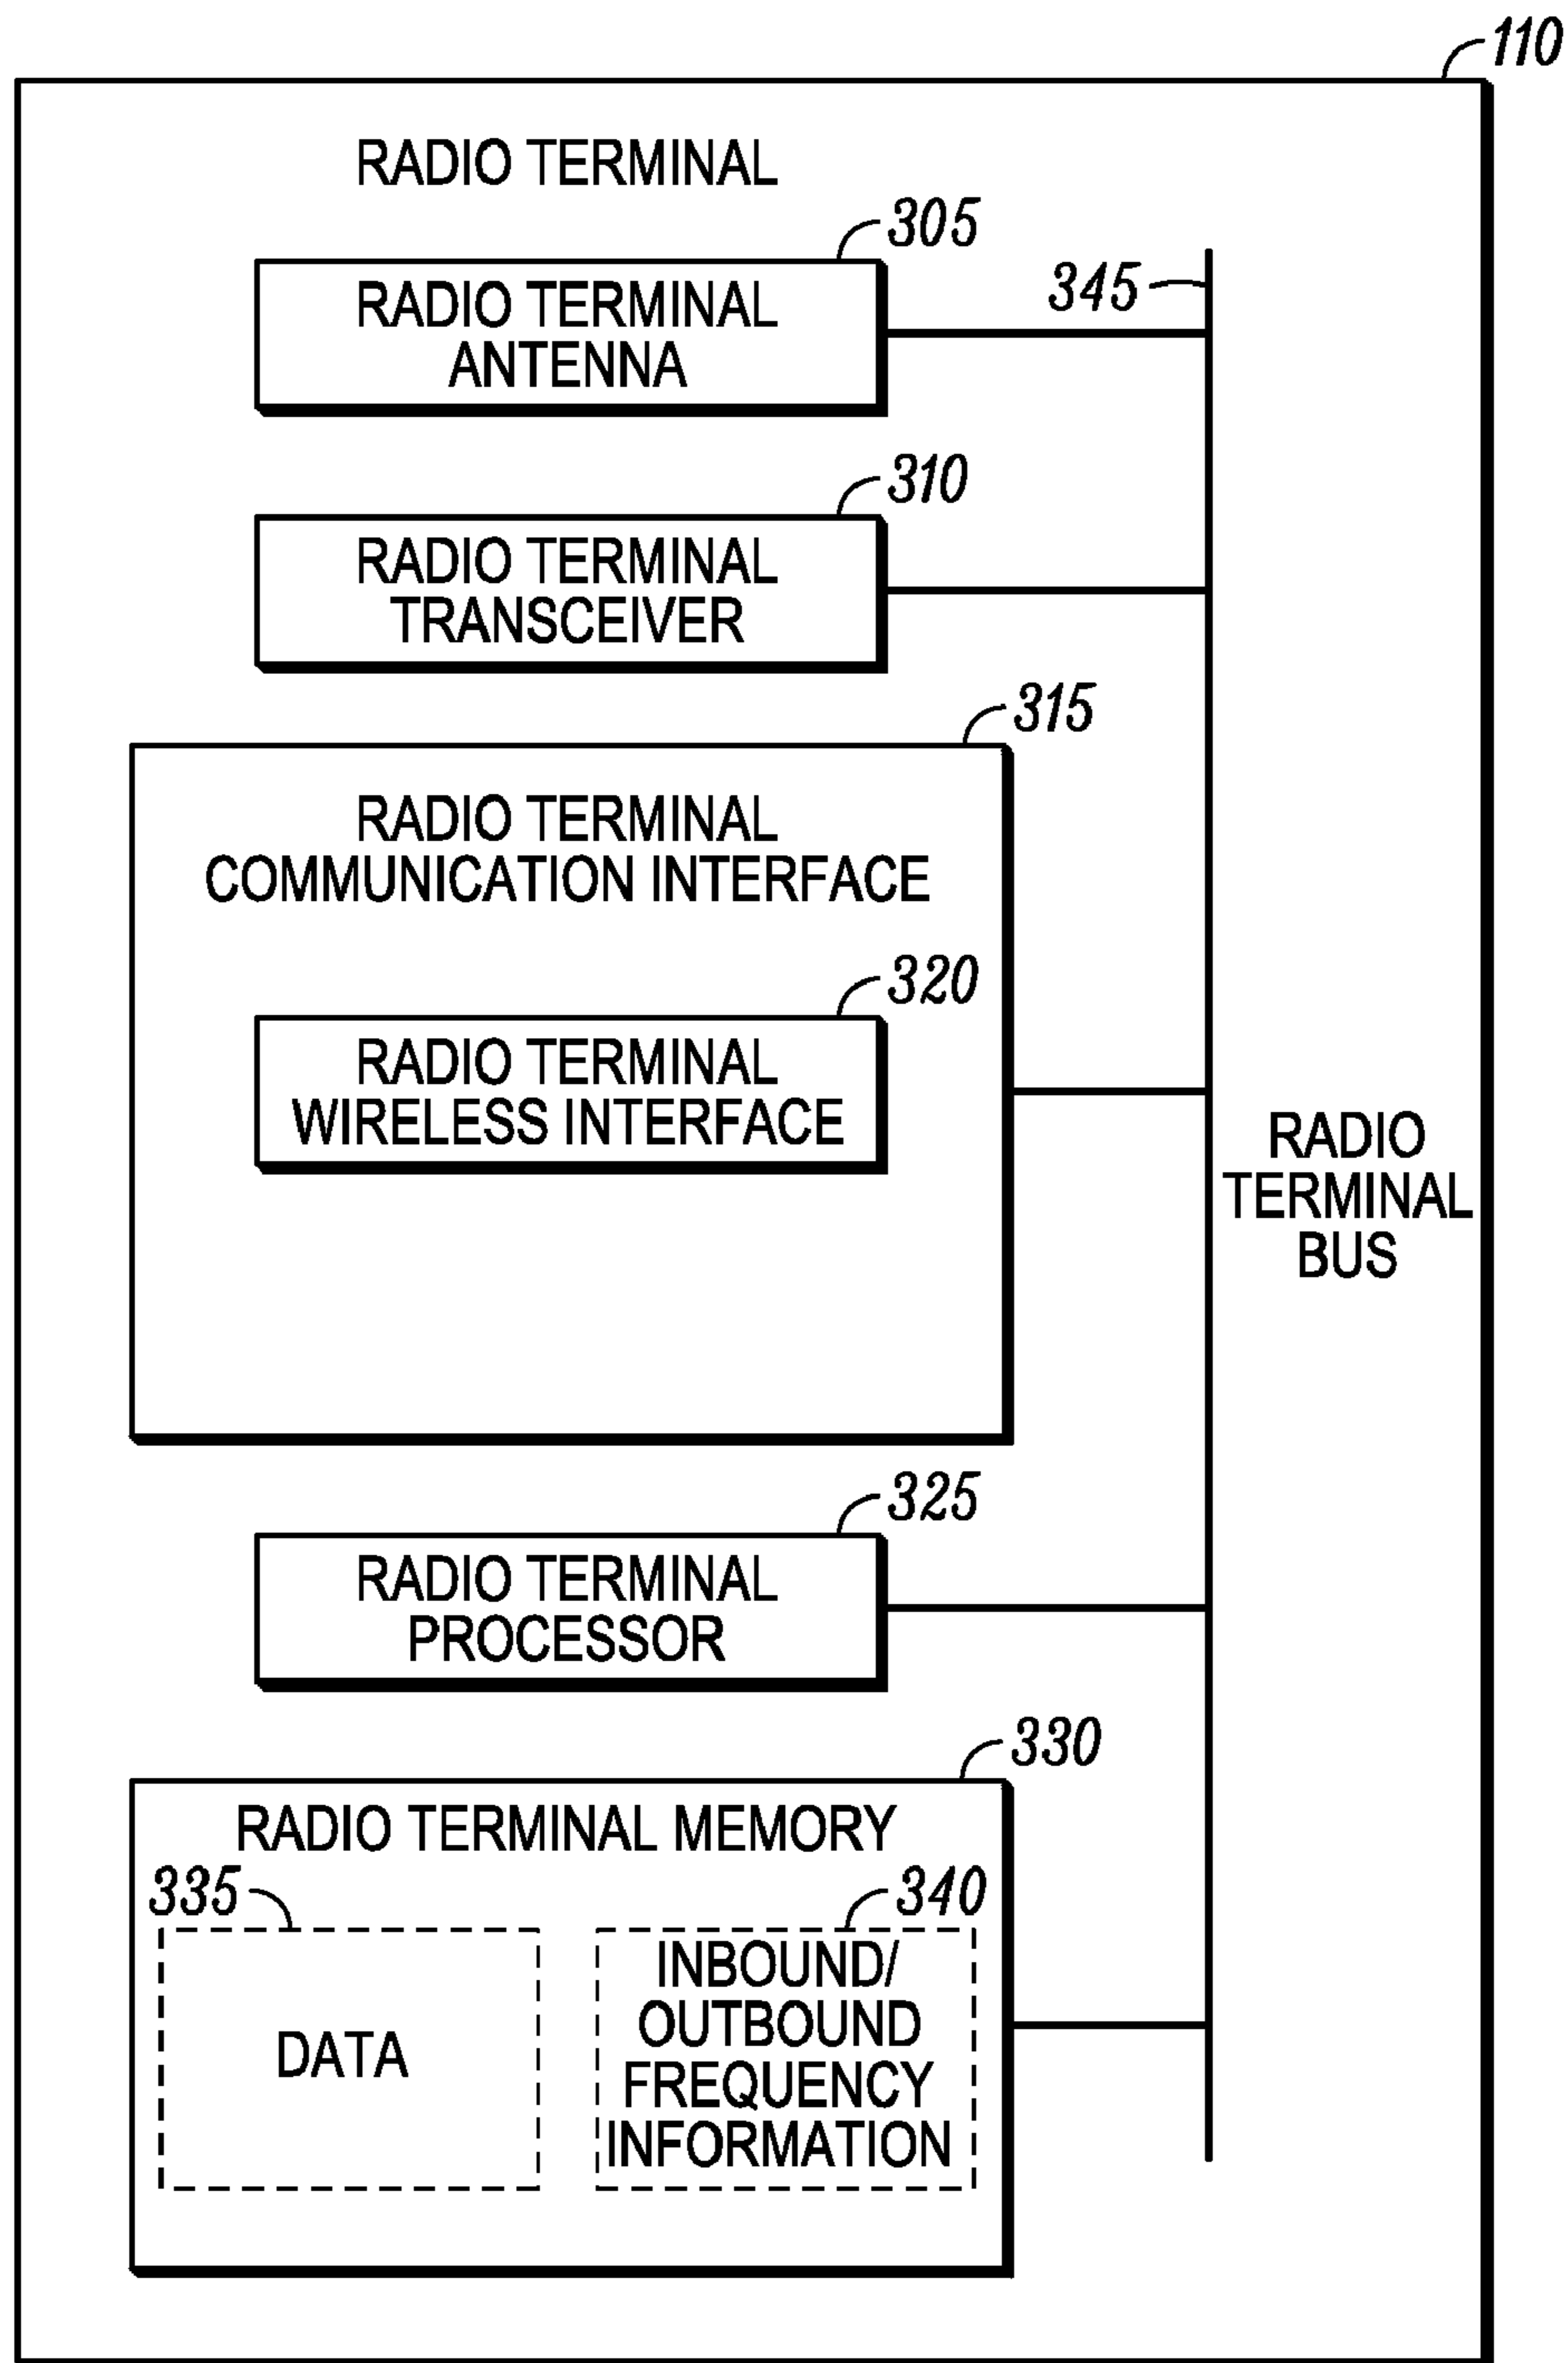 110
RADIO TERMINAL
305
RADIO TERMINAL
ANTENNA
345
310
RADIO TERMINAL
TRANSCEIVER
315
RADIO TERMINAL
COMMUNICATION INTERFACE
320
RADIO TERMINAL
WIRELESS INTERFACE
RADIO
TERMINAL
BUS
325
RADIO TERMINAL
PROCESSOR
330
RADIO TERMINAL MEMORY
335
DATA
340
INBOUND/
OUTBOUND
FREQUENCY
INFORMATION